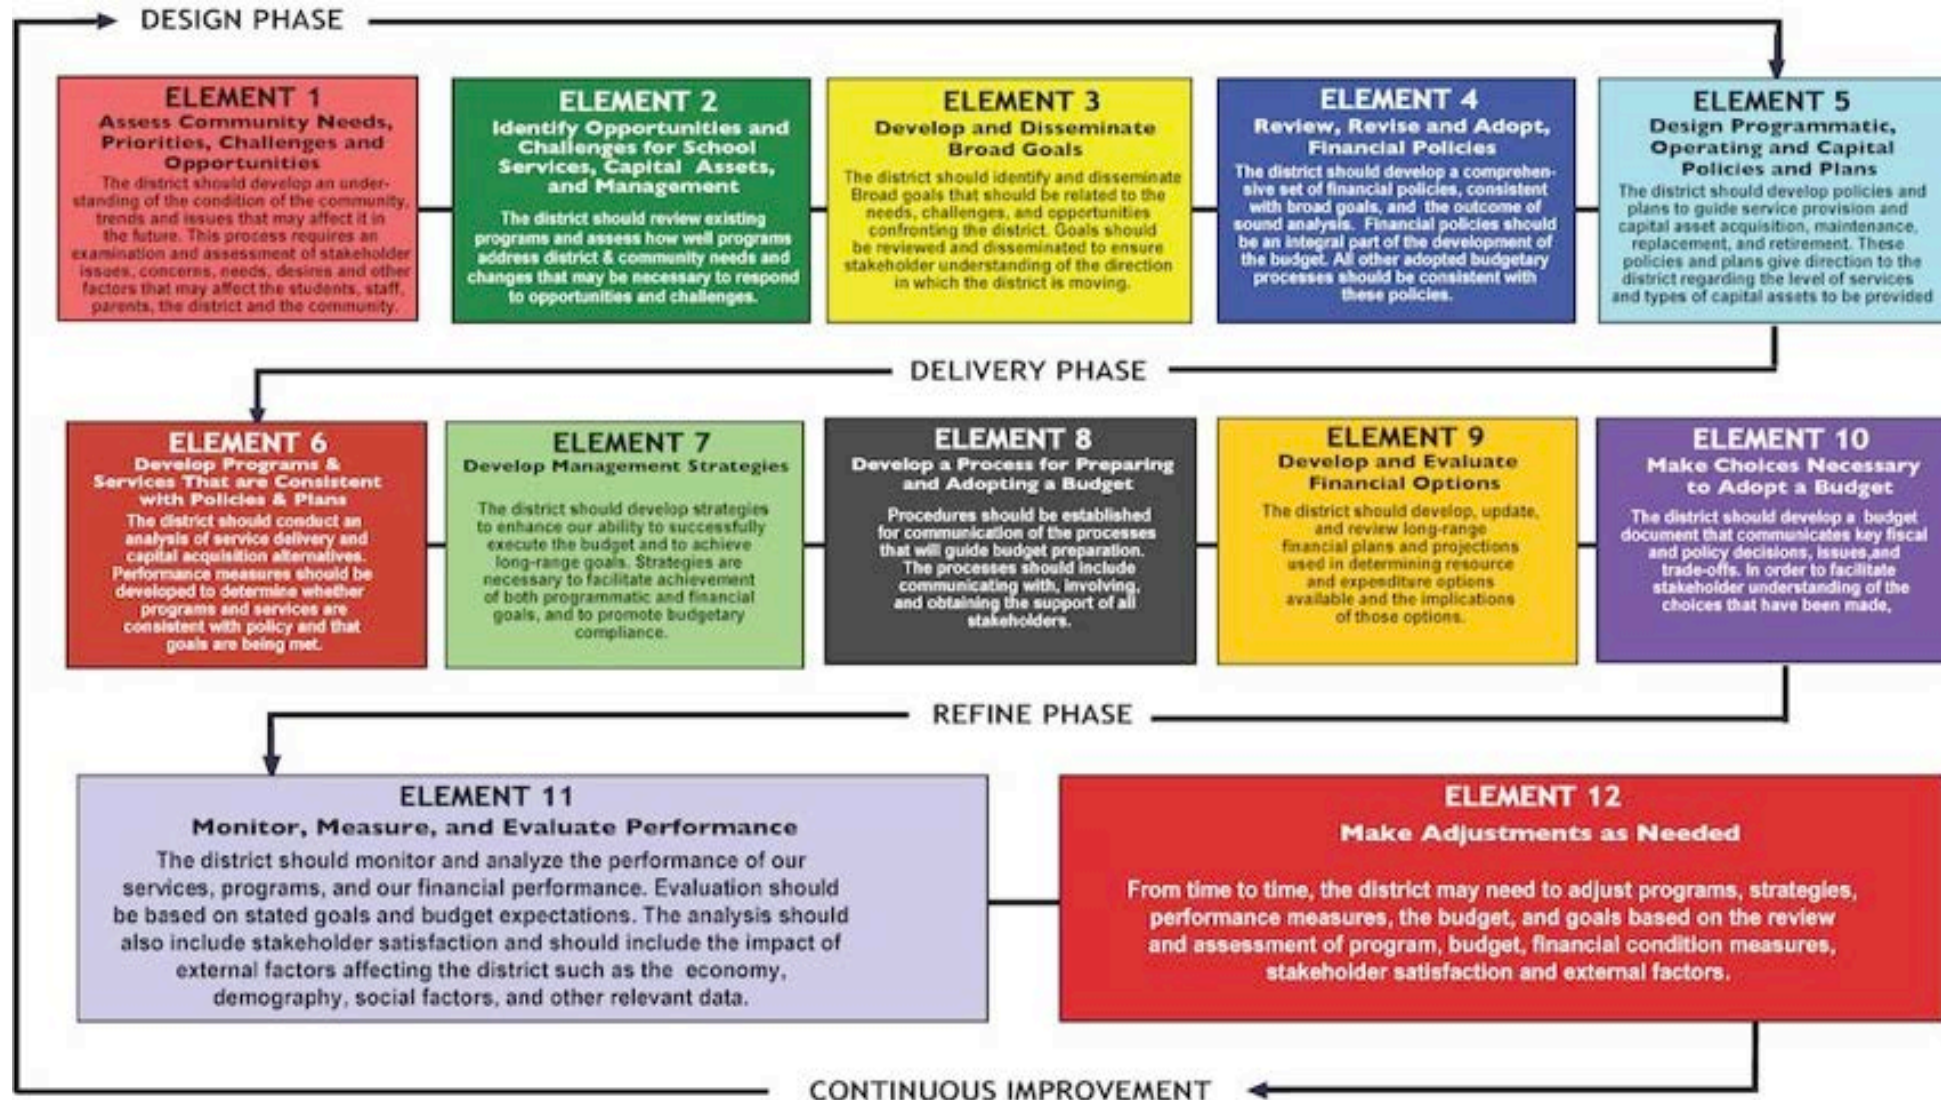 DESIGN PHASE
ELEMENT 1
Assess Community Needs,
Priorities, Challenges and
Opportunities
The district should develop an under-
standing of the condition of the community,
trends and issues that may affect it in
the future. This process requires an
examination and assessment of stakeholder
issues, concerns, needs, desires and other
factors that may affect the students, staff,
parents, the district and the community.
ELEMENT 2
Identify Opportunities and
Challenges for School
Services, Capital Assets,
and Management
The district should review existing
programs and assess how well programs
address district & community needs and
changes that may be necessary to respond
to opportunities and challenges.
ELEMENT 3
Develop and Disseminate
Broad Goals
The district should identify and disseminate
Broad goals that should be related to the
needs, challenges, and opportunities
confronting the district. Goals should
be reviewed and disseminated to ensure
stakeholder understanding of the direction
in which the district is moving.
ELEMENT 4
Review, Revise and Adopt,
Financial Policies
The district should develop a comprehen-
sive set of financial policies, consistent
with broad goals, and the outcome of
sound analysis. Financial policies should
be an integral part of the development of
the budget. All other adopted budgetary
processes should be consistent with
these policies.
ELEMENT 5
Design Programmatic,
Operating and Capital
Policies and Plans
The district should develop policies and
plans to guide service provision and
capital asset acquisition, maintenance,
replacement, and retirement. These
policies and plans give direction to the
district regarding the level of services
and types of capital assets to be provided
DELIVERY PHASE
ELEMENT 6
Develop Programs &
Services That are Consistent
with Policies & Plans
The district should conduct an
analysis of service delivery and
capital acquisition alternatives.
Performance measures should be
developed to determine whether
programs and services are
consistent with policy and that
goals are being met.
ELEMENT 7
Develop Management Strategies
The district should develop strategies
to enhance our ability to successfully
execute the budget and to achieve
long-range goals. Strategies are
necessary to facilitate achievement
of both programmatic and financial
goals, and to promote budgetary
compliance.
ELEMENT 8
Develop a Process for Preparing
and Adopting a Budget
Procedures should be established
for communication of the processes
that will guide budget preparation.
The processes should include
communicating with, involving,
and obtaining the support of all
stakeholders.
ELEMENT 9
Develop and Evaluate
Financial Options
The district should develop, update,
and review long-range
financial plans and projections
used in determining resource
and expenditure options
available and the implications
of those options.
ELEMENT 10
Make Choices Necessary
to Adopt a Budget
The district should develop a budget
document that communicates key fiscal
and policy decisions, issues,and
trade-offs. In order to facilitate
stakeholder understanding of the
choices that have been made,
REFINE PHASE
ELEMENT 11
Monitor, Measure, and Evaluate Performance
The district should monitor and analyze the performance of our
services, programs, and our financial performance. Evaluation should
be based on stated goals and budget expectations. The analysis should
also include stakeholder satisfaction and should include the impact of
external factors affecting the district such as the economy,
demography, social factors, and other relevant data.
ELEMENT 12
Make Adjustments as Needed
From time to time, the district may need to adjust programs, strategies,
performance measures, the budget, and goals based on the review
and assessment of program, budget, financial condition measures,
stakeholder satisfaction and external factors.
CONTINUOUS IMPROVEMENT